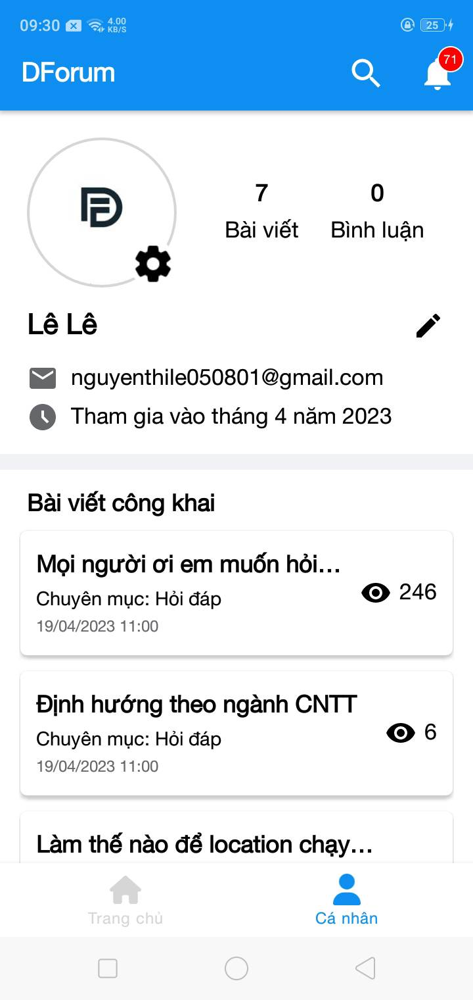 09:30 4.00 KB/S 25
DForum 71
7 0
Bài viết Bình luận
Lê Lê
nguyenthile050801@gmail.com
Tham gia vào tháng 4 năm 2023
Bài viết công khai
Mọi người ơi em muốn hỏi...
Chuyên mục: Hỏi đáp 246
19/04/2023 11:00
Định hướng theo ngành CNTT
Chuyên mục: Hỏi đáp 6
19/04/2023 11:00
Làm thế nào để location chạy...
Trang chủ Cá nhân